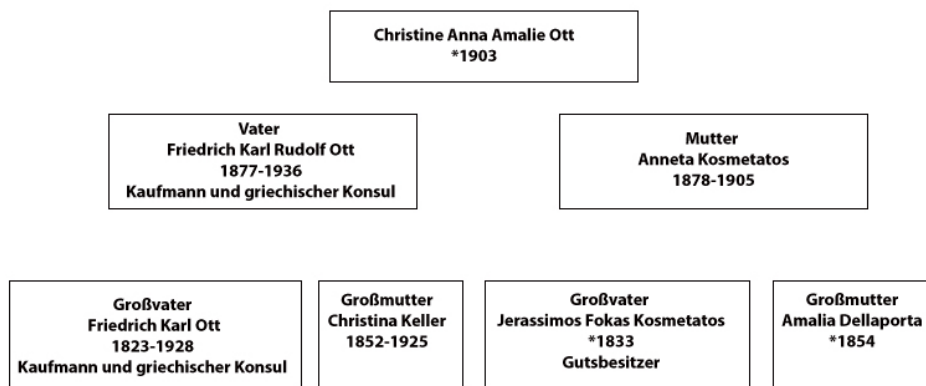 Christine Anna Amalie Ott
*1903
Vater
Friedrich Karl Rudolf Ott
1877-1936
Kaufmann und griechischer Konsul
Mutter
Anneta Kosmetatos
1878-1905
Großvater
Friedrich Karl Ott
1823-1928
Kaufmann und griechischer Konsul
Großmutter
Christina Keller
1852-1925
Großvater
Jerassimos Fokas Kosmetatos
*1833
Gutsbesitzer
Großmutter
Amalia Dellaporta
*1854